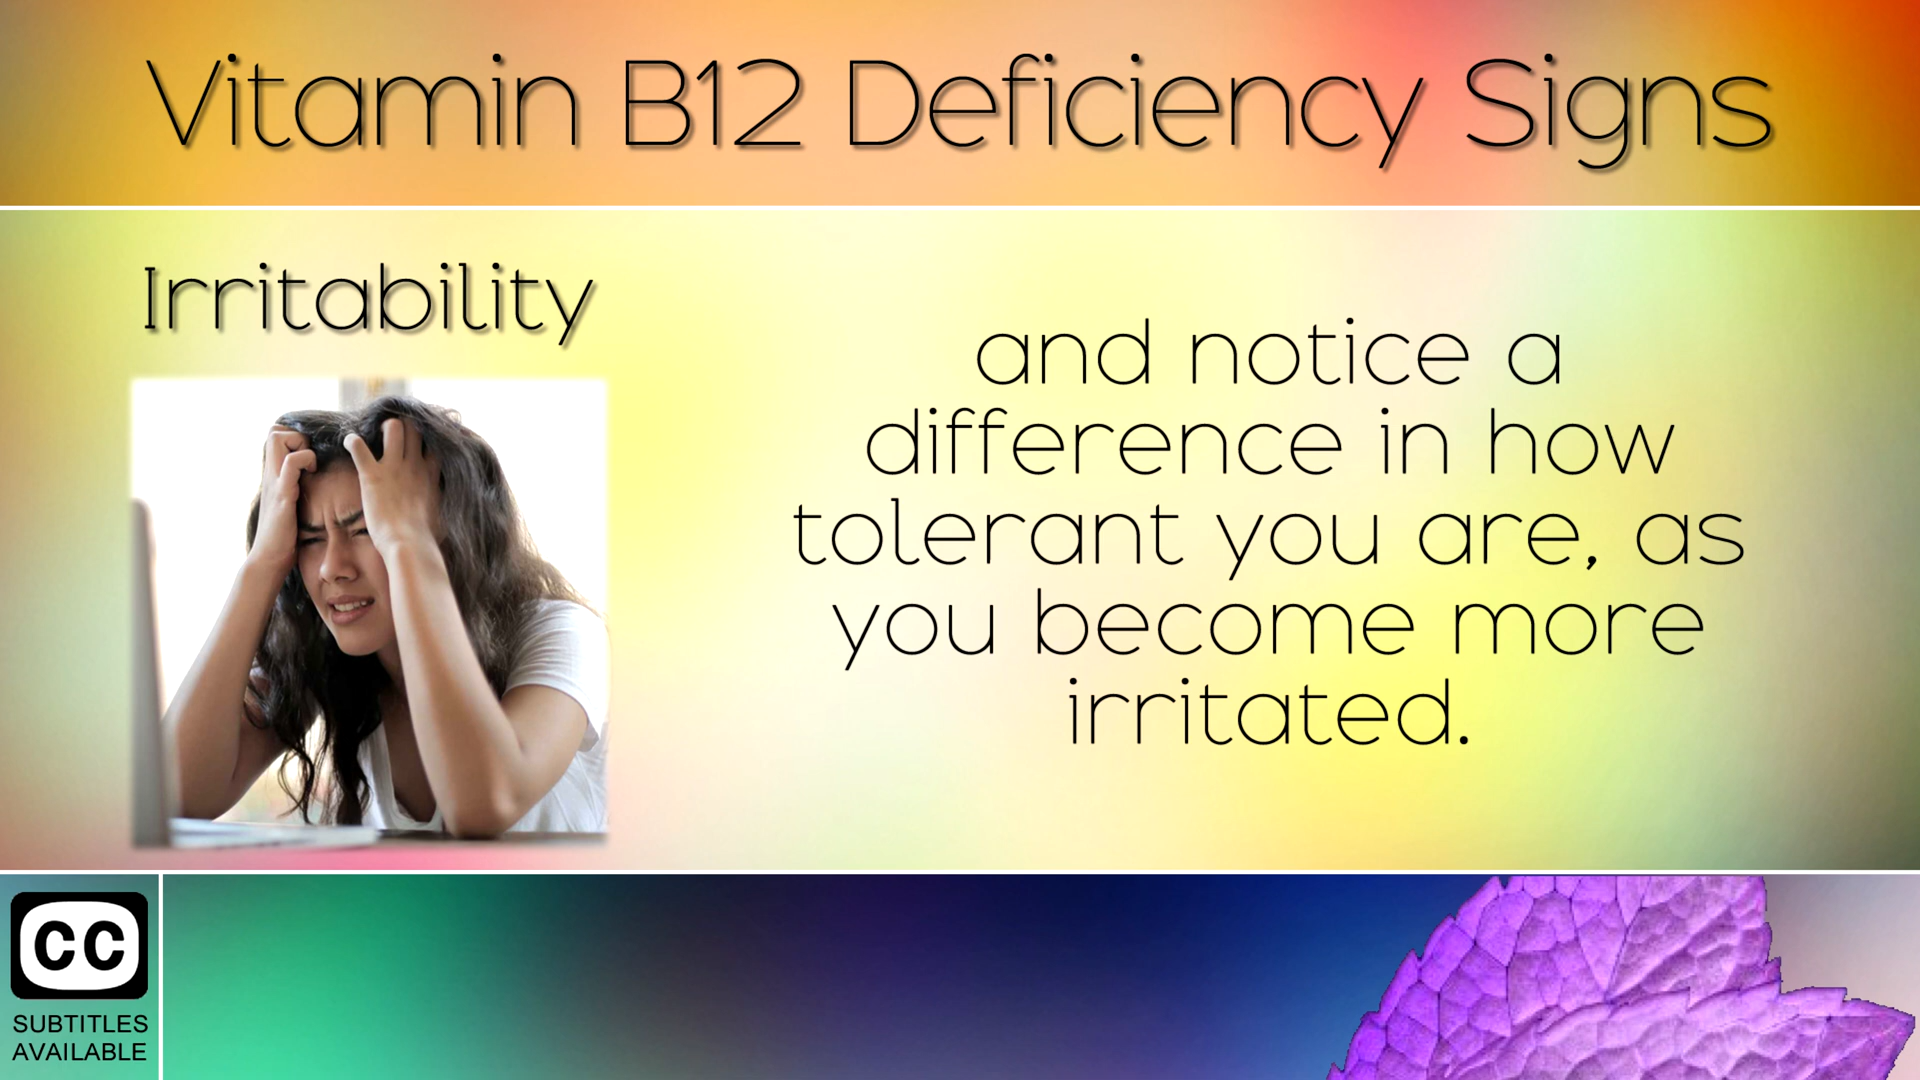 Vitamin B12 Deficiency Signs
Irritability
and notice a
difference in how
tolerant you are, as
you become more
irritated.
CC
SUBTITLES
AVAILABLE